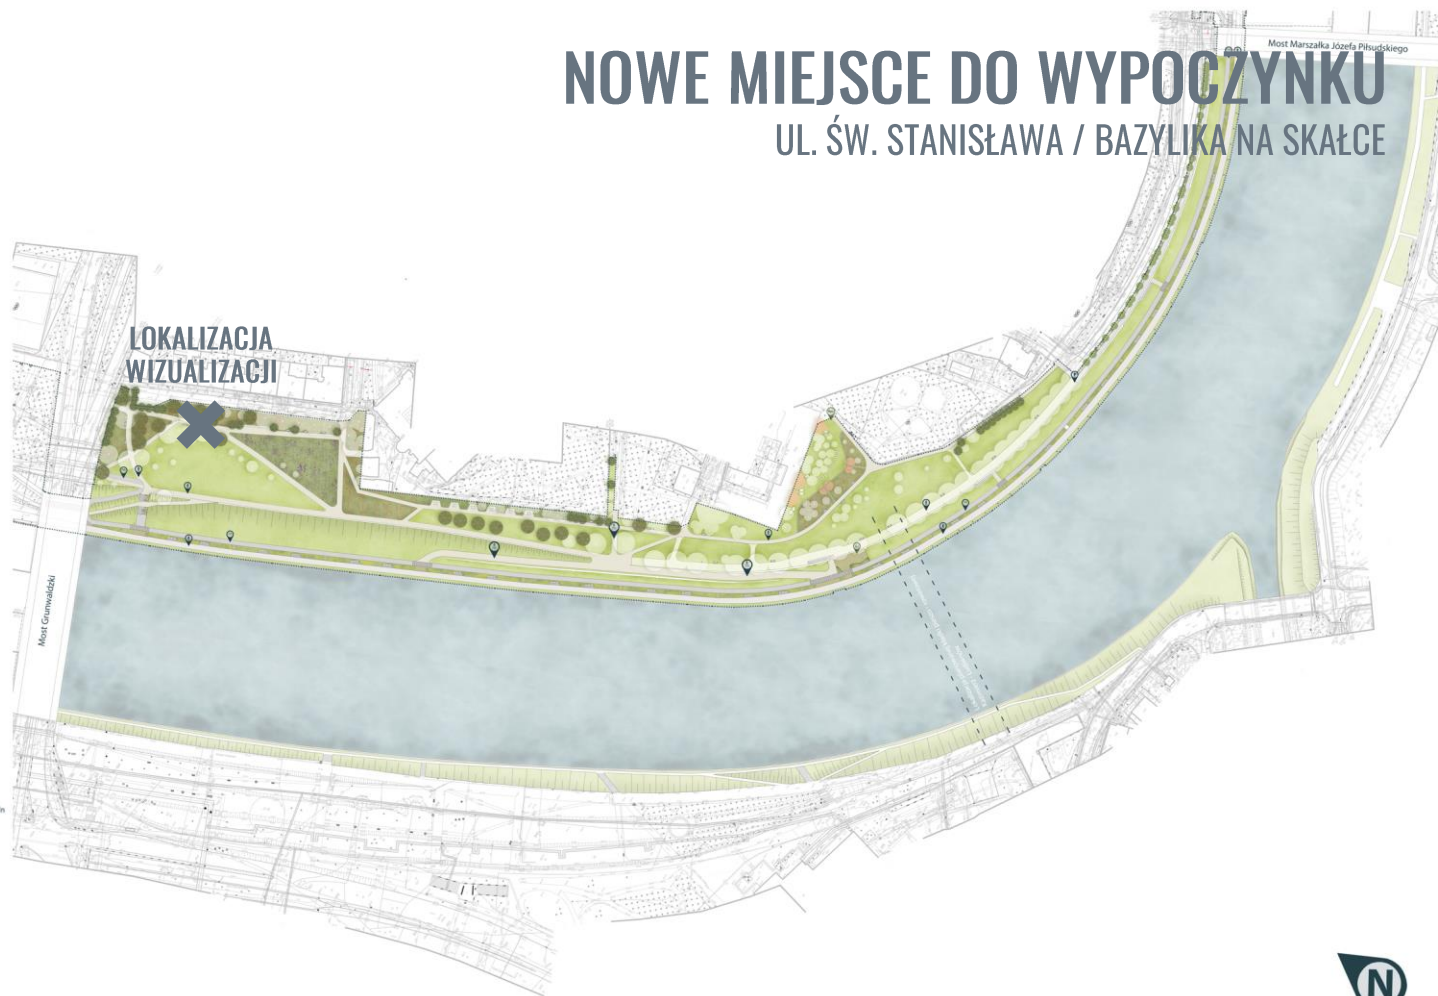 Most Marszałka Józefa Piłsudskiego
NOWE MIEJSCE DO WYPOCZYNKU
UL. ŚW. STANISŁAWA / BAZYLIKA NA SKAŁCE
LOKALIZACJA
WIZUALIZACJI
Most Grunwaldzki
N